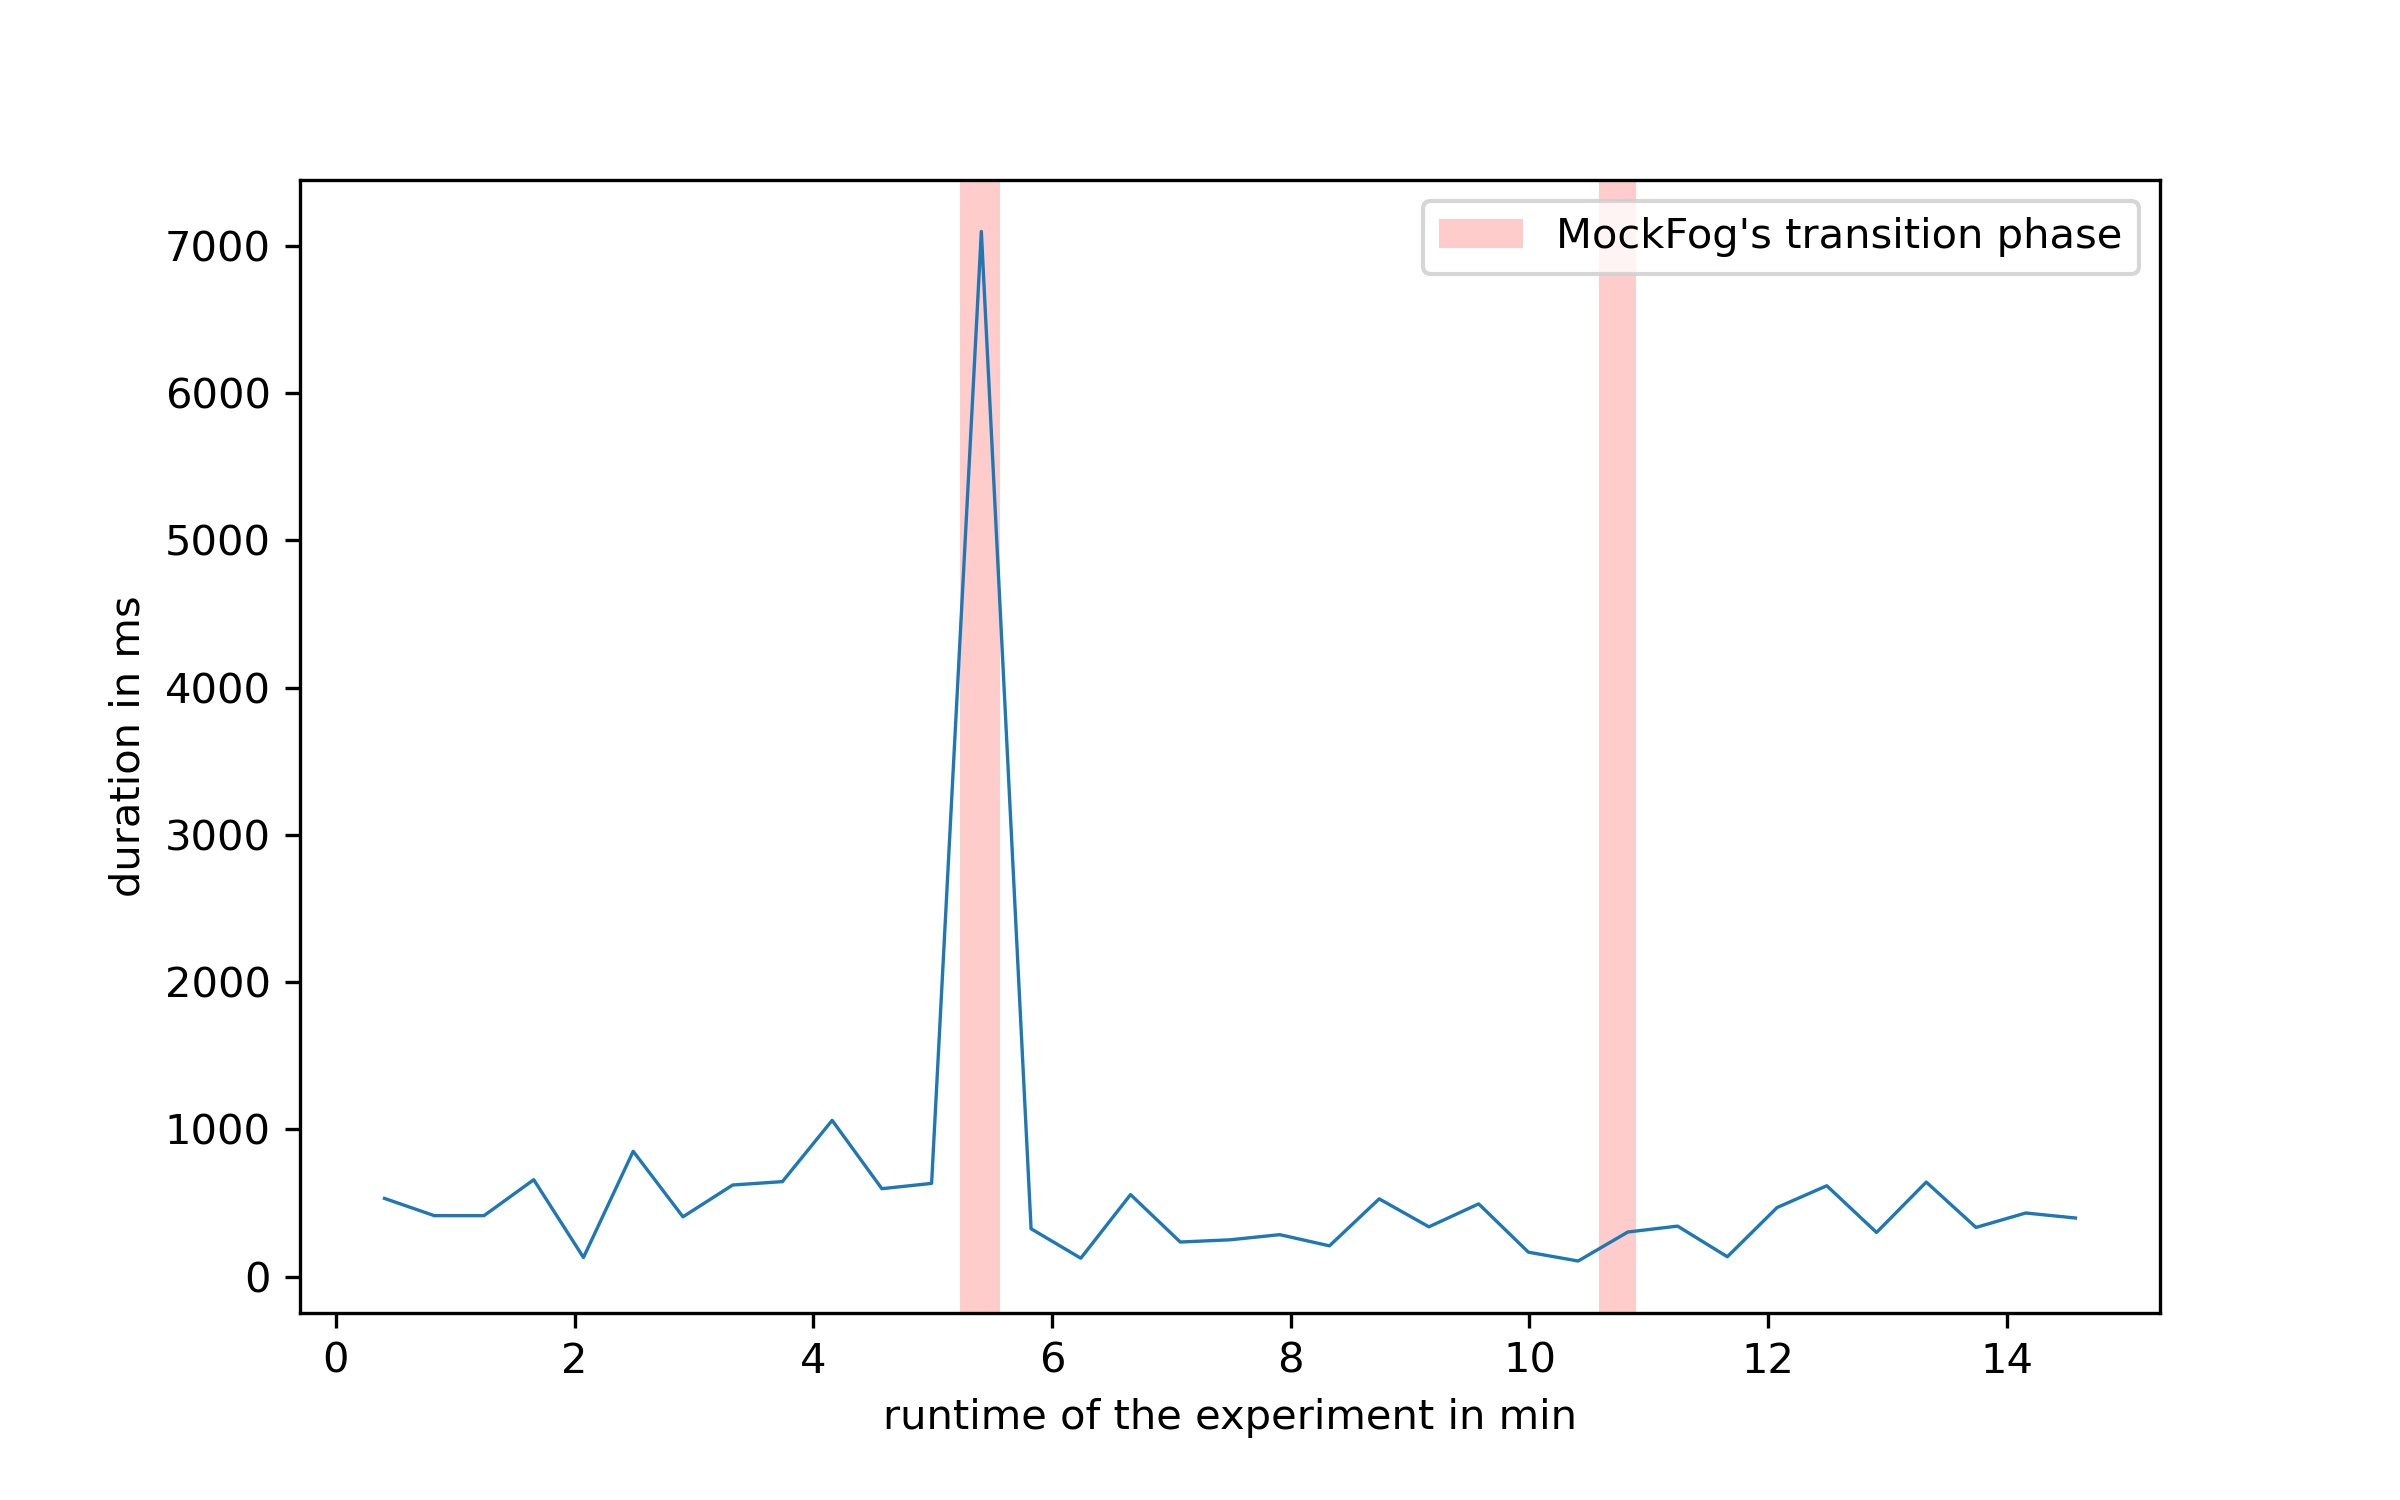 MockFog's transition phase
7000
6000
5000
4000
3000
2000
1000
0
duration in ms
0 2 4 6 8 10 12 14
runtime of the experiment in min